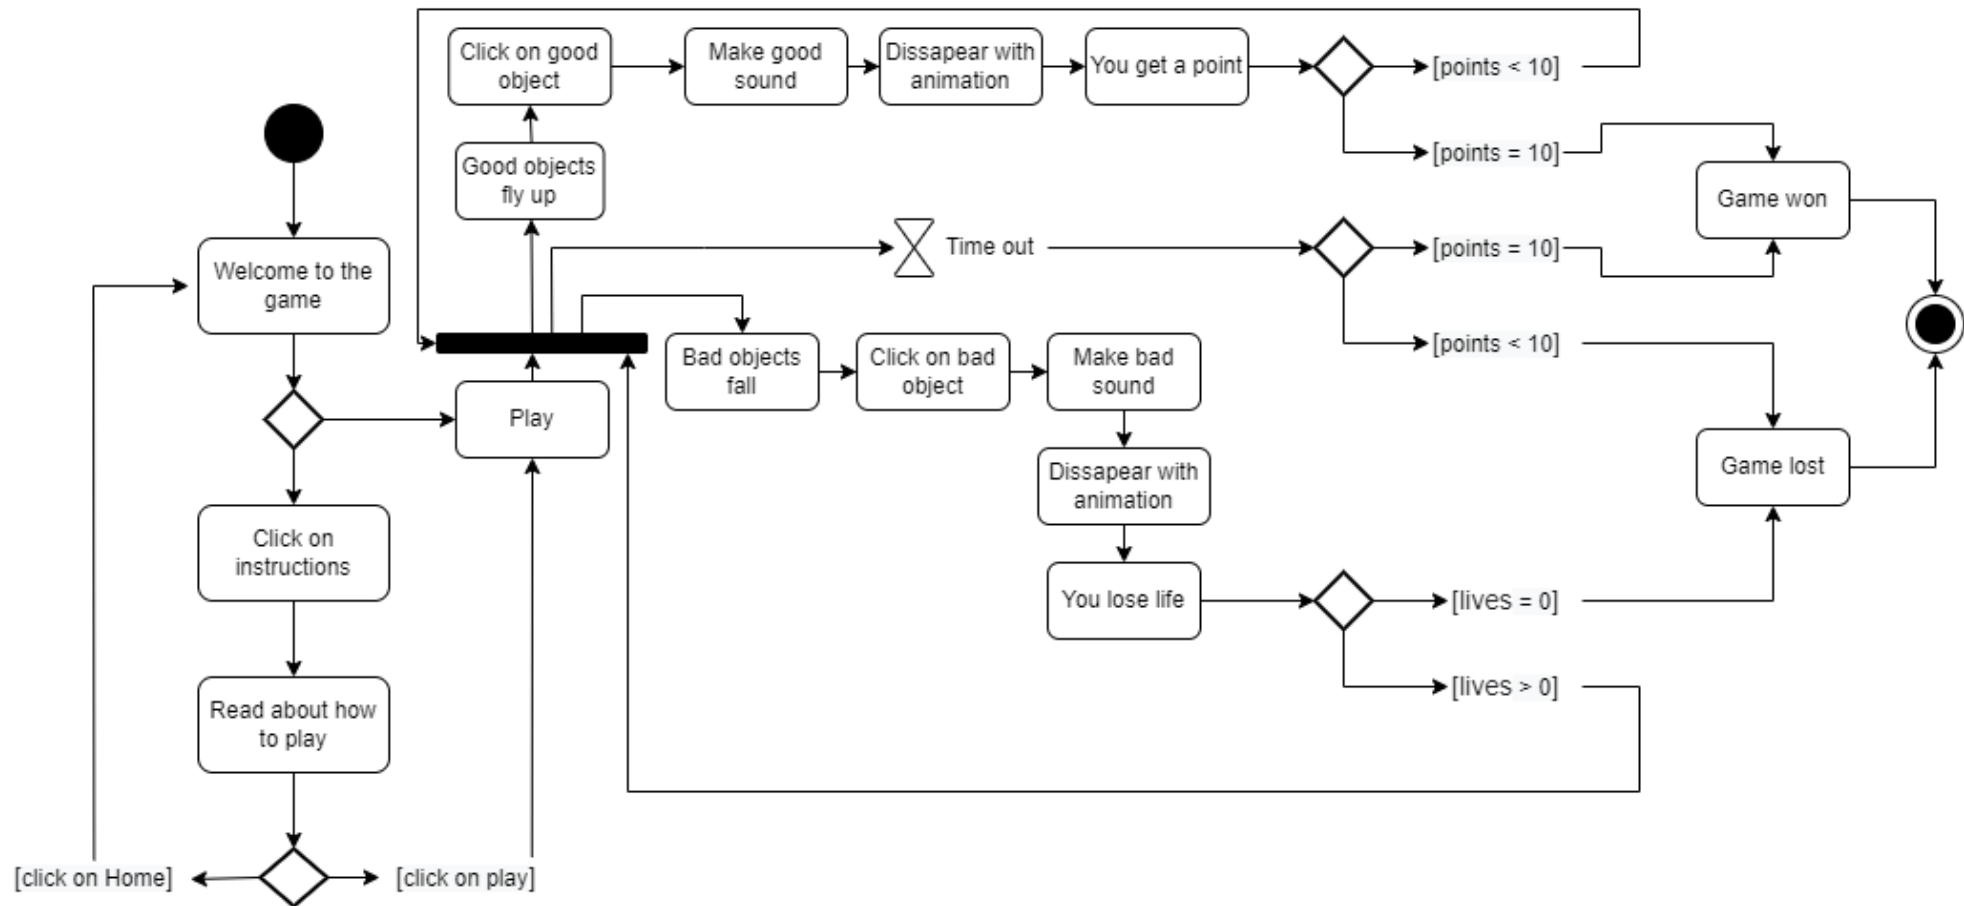 Click on good
object
Make good
sound
Dissapear with
animation
You get a point
[points < 10]
Good objects
fly up
[points = 10]
Game won
Welcome to the
game
Time out
[points = 10]
[points < 10]
Bad objects
fall
Click on bad
object
Make bad
sound
Play
Dissapear with
animation
Game lost
Click on
instructions
You lose life
[lives = 0]
[lives > 0]
Read about how
to play
[click on Home]
[click on play]